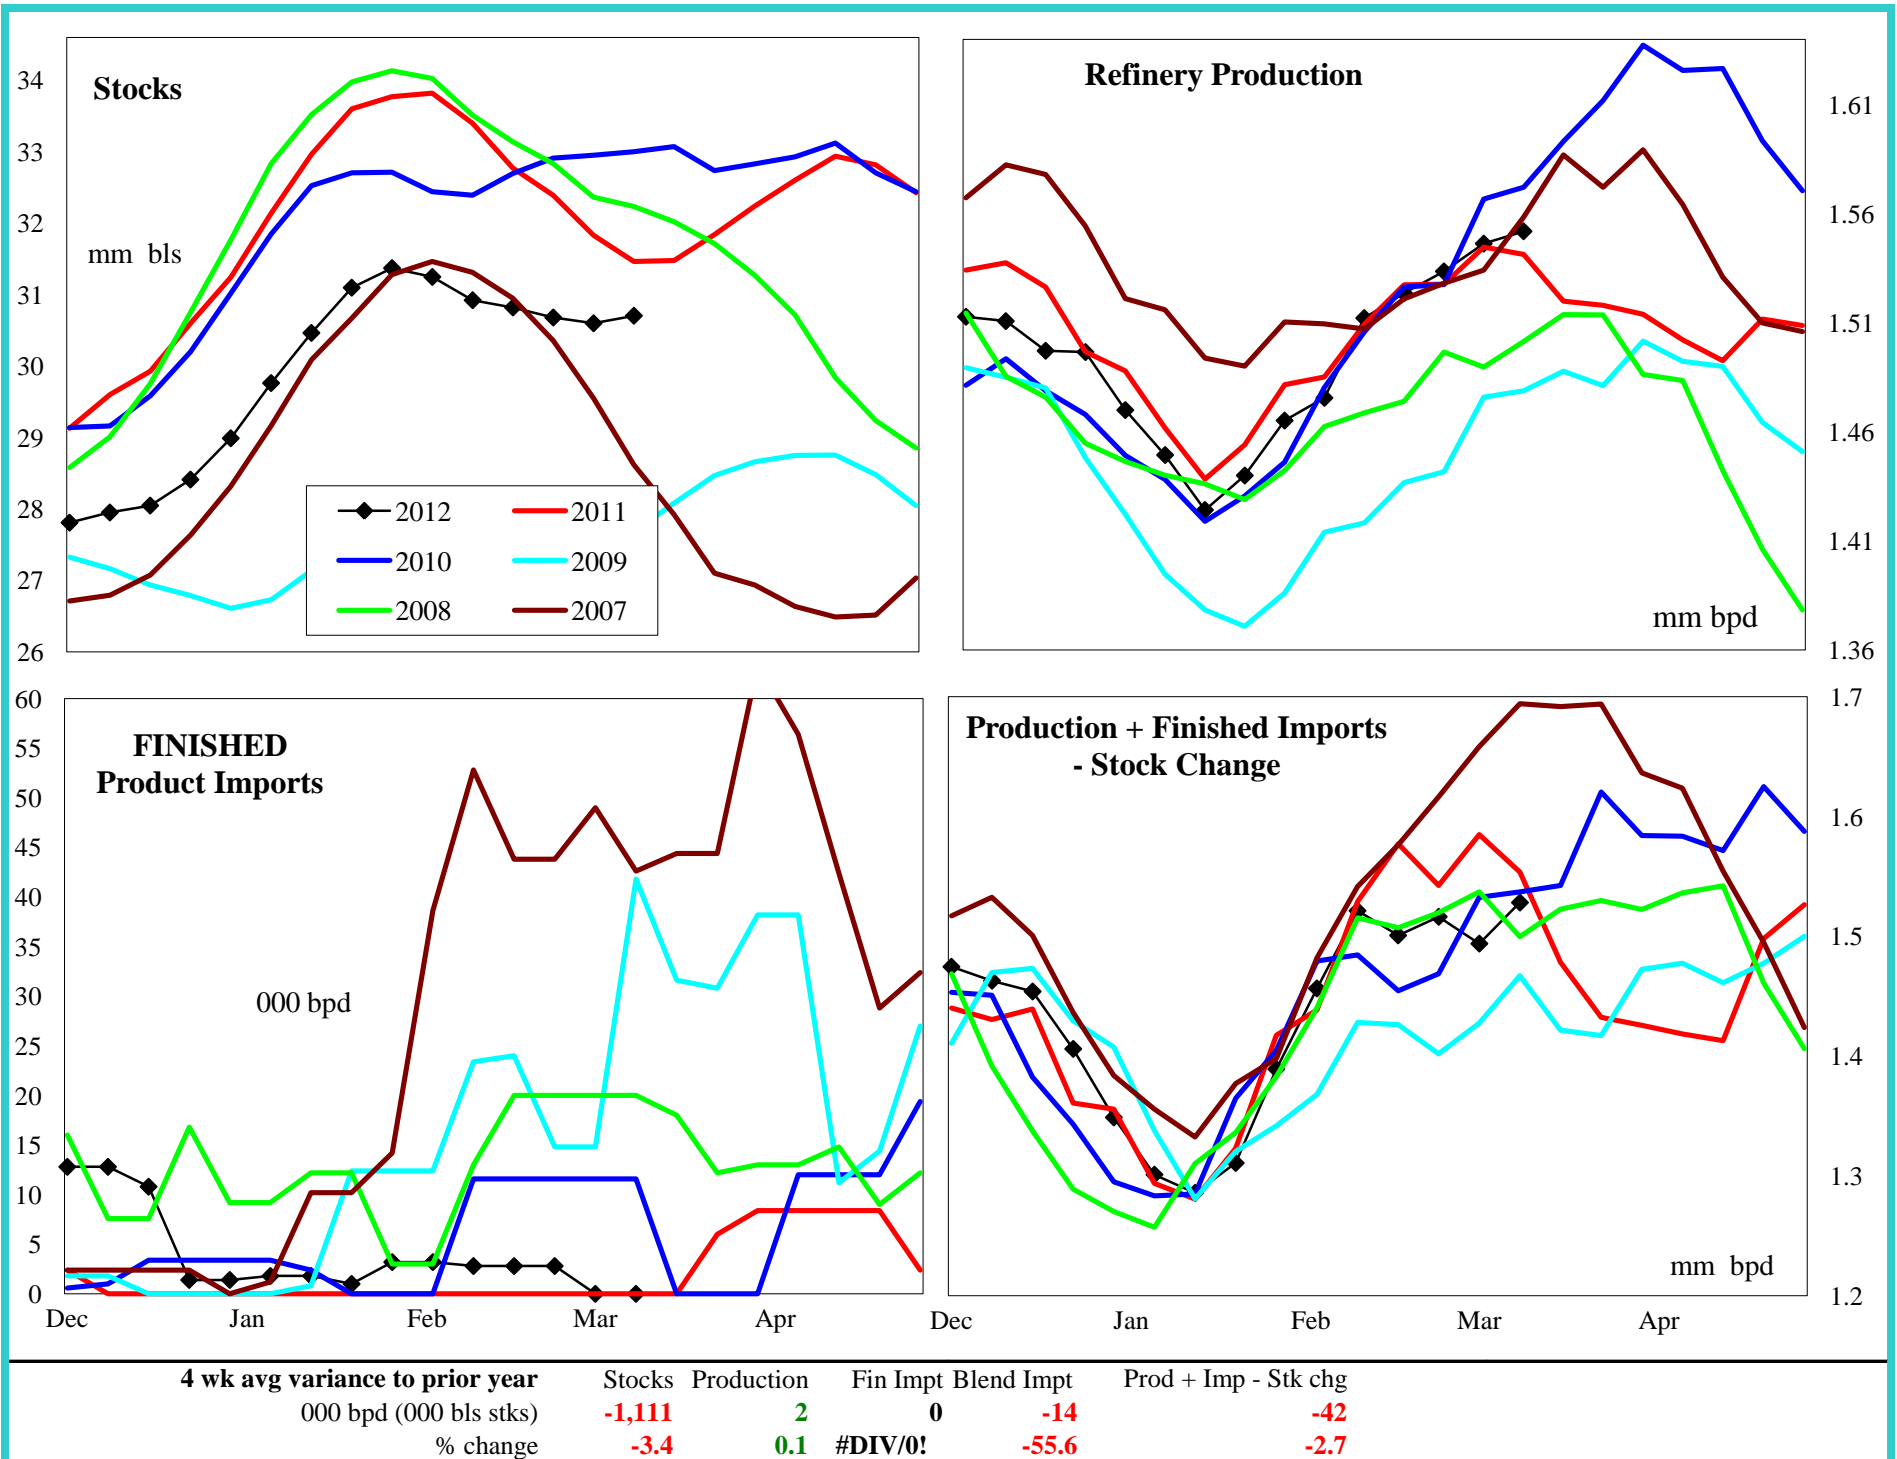 Stocks
mm bls
34
33
32
31
30
29
28
27
26
2012
2011
2010
2009
2008
2007
Refinery Production
1.61
1.56
1.51
1.46
1.41
1.36
mm bpd
FINISHED
Product Imports
000 bpd
60
55
50
45
40
35
30
25
20
15
10
5
0
Dec Jan Feb Mar Apr
Production + Finished Imports
- Stock Change
1.7
1.6
1.5
1.4
1.3
1.2
mm bpd
Dec Jan Feb Mar Apr
4 wk avg variance to prior year Stocks Production Fin Impt Blend Impt Prod + Imp - Stk chg
000 bpd (000 bls stks) -1,111 2 0 -14 -42
% change -3.4 0.1 #DIV/0! -55.6 -2.7